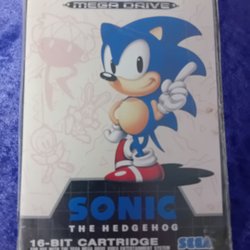 MEGA DRIVE
SONIC
THE HEDGEHOG
16-BIT CARTRIDGE
SEGA